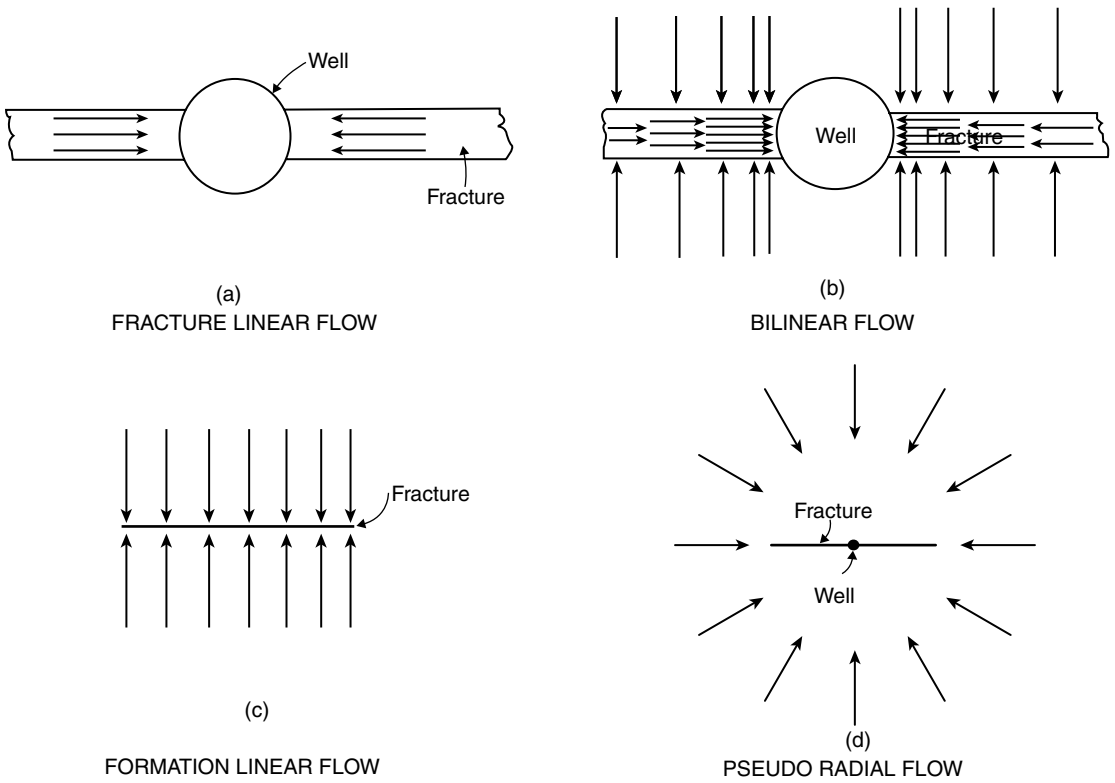 Well
Fracture
(a)
FRACTURE LINEAR FLOW
Well
Fracture
(b)
BILINEAR FLOW
Fracture
(c)
FORMATION LINEAR FLOW
Fracture
Well
(d)
PSEUDO RADIAL FLOW